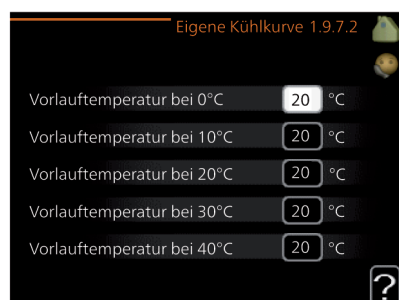 Eigene Kühlkurve 1.9.7.2
Vorlauftemperatur bei 0°C 20 °C
Vorlauftemperatur bei 10°C 20 °C
Vorlauftemperatur bei 20°C 20 °C
Vorlauftemperatur bei 30°C 20 °C
Vorlauftemperatur bei 40°C 20 °C
?